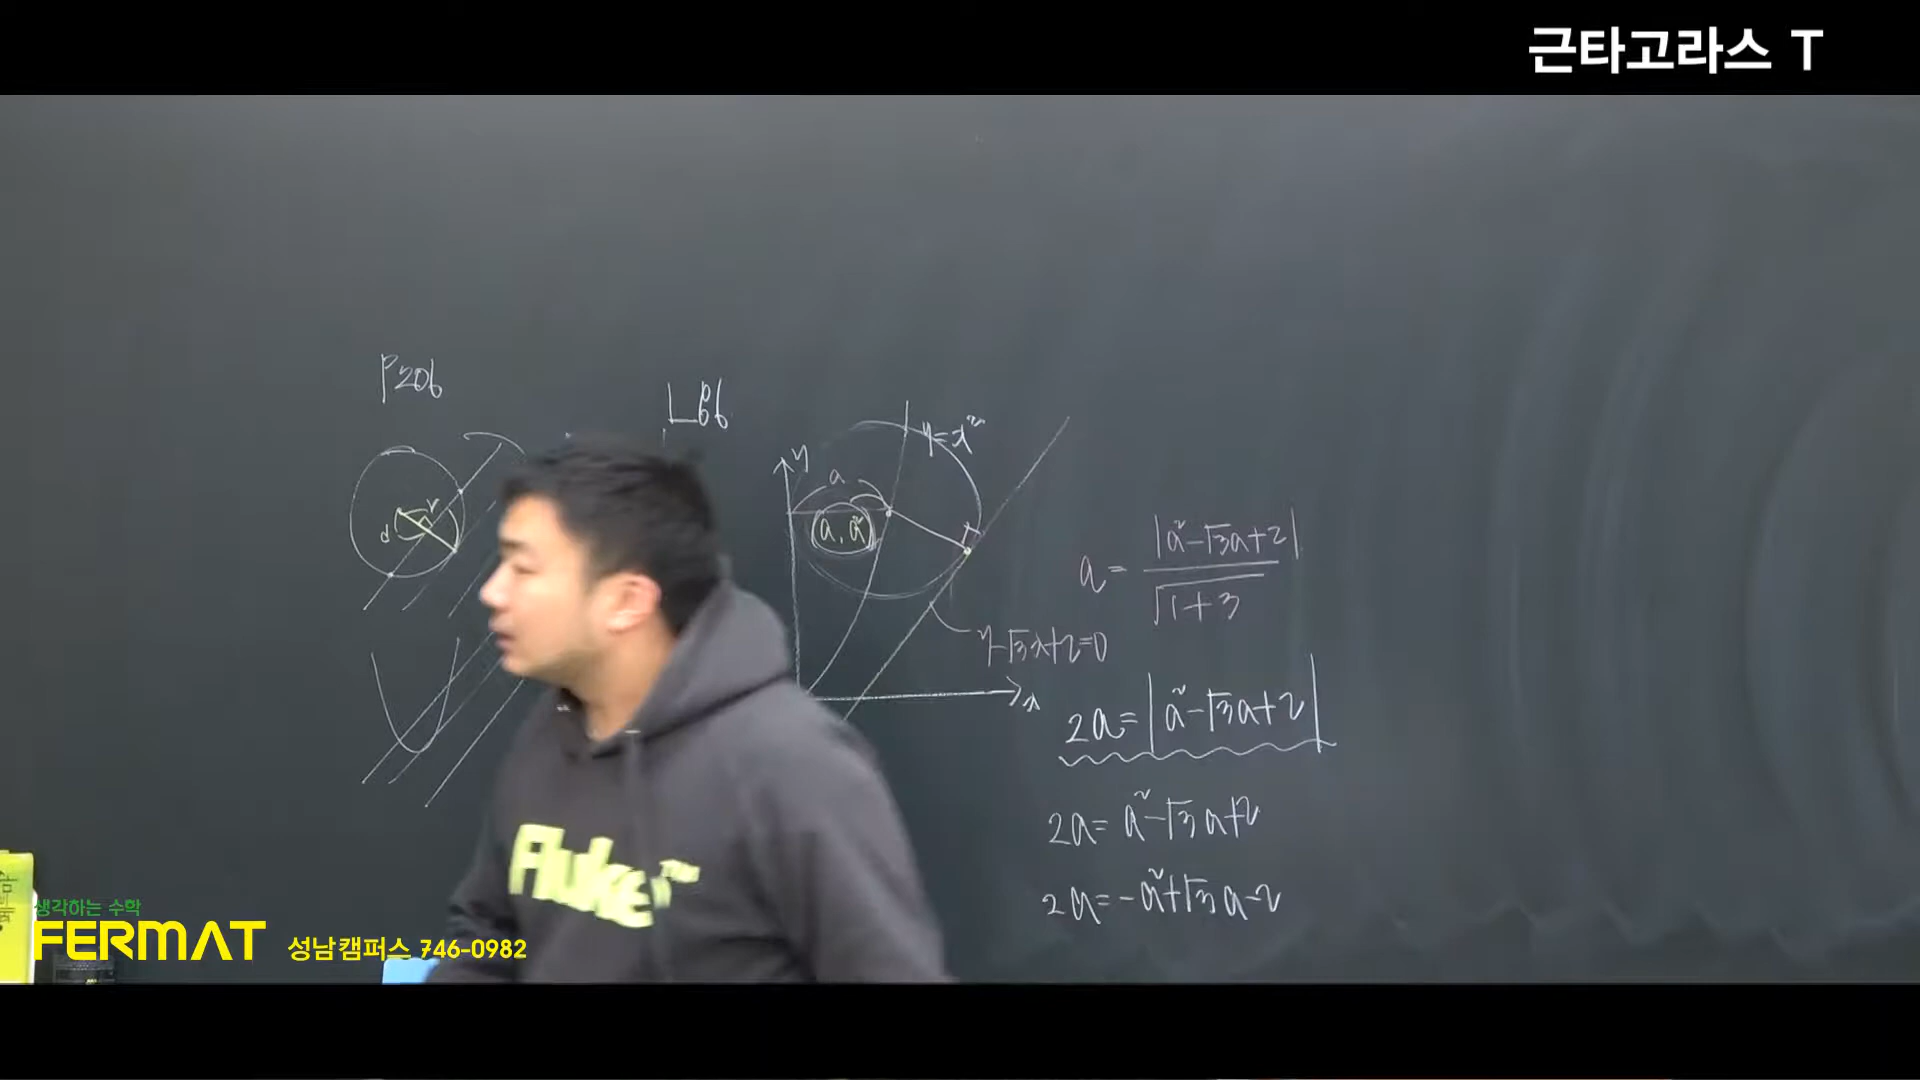 근타고라스 T
P206
66
y=x²
y
a
(a, a²)
r
d
a = |a²-√3a+2| / √1+3
y-√3x+2=0
x
2a = |a²-√3a+2|
2a = a²-√3a+2
2a = -a²+√3a-2
Fluke™
생각하는 수학
FERMAT 성남캠퍼스 746-0982